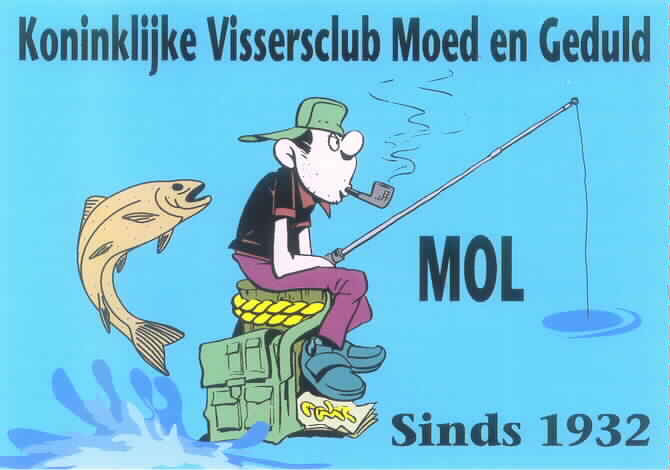 Koninklijke Vissersclub Moed en Geduld
MOL
Sinds 1932